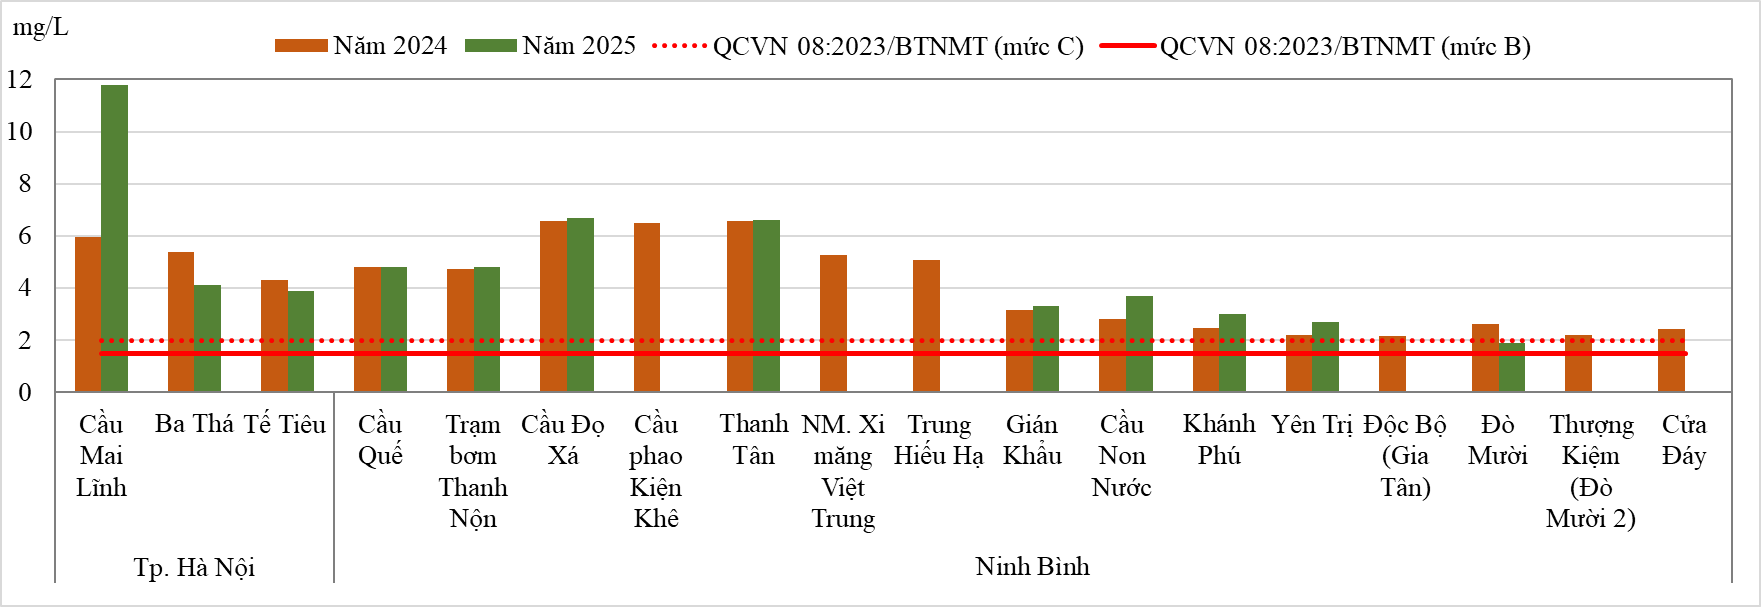 mg/L
Năm 2024
Năm 2025
QCVN 08:2023/BTNMT (mức C)
QCVN 08:2023/BTNMT (mức B)
12
10
8
6
4
2
0
Cầu
Mai
Lĩnh
Ba Thá
Tế Tiêu
Cầu
Quế
Trạm
bơm
Thanh
Nộn
Cầu Đọ
Xá
Cầu
phao
Kiện
Khê
Thanh
Tân
NM. Xi
măng
Việt
Trung
Trung
Hiếu Hạ
Gián
Khẩu
Cầu
Non
Nước
Khánh
Phú
Yên Trị
Độc Bộ
(Gia
Tân)
Đò
Mười
Thượng
Kiệm
(Đò
Mười 2)
Cửa
Đáy
Tp. Hà Nội
Ninh Bình